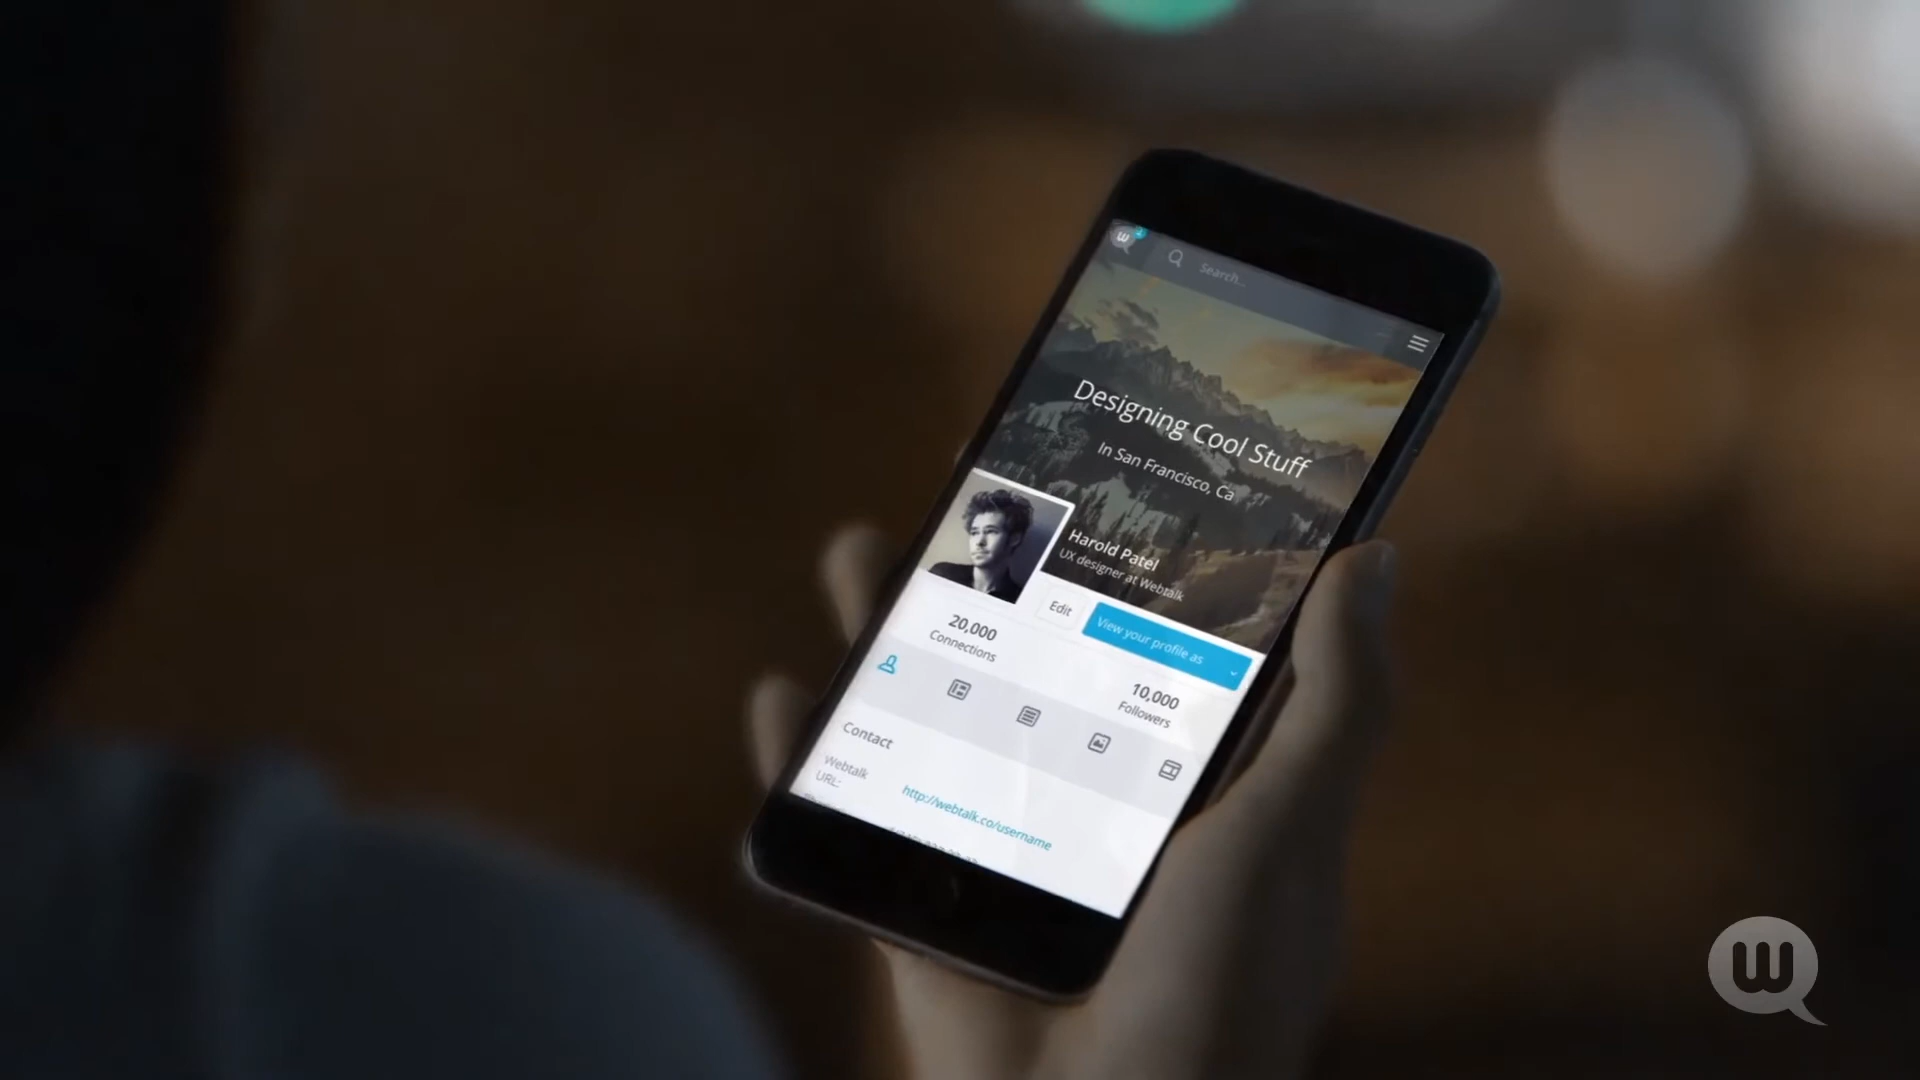 w
Search...
Designing Cool Stuff
In San Francisco, Ca
Harold Patel
UX designer at Webtalk
Edit
View your profile as
20,000
Connections
10,000
Followers
Contact
Webtalk
URL:
http://webtalk.co/username
w